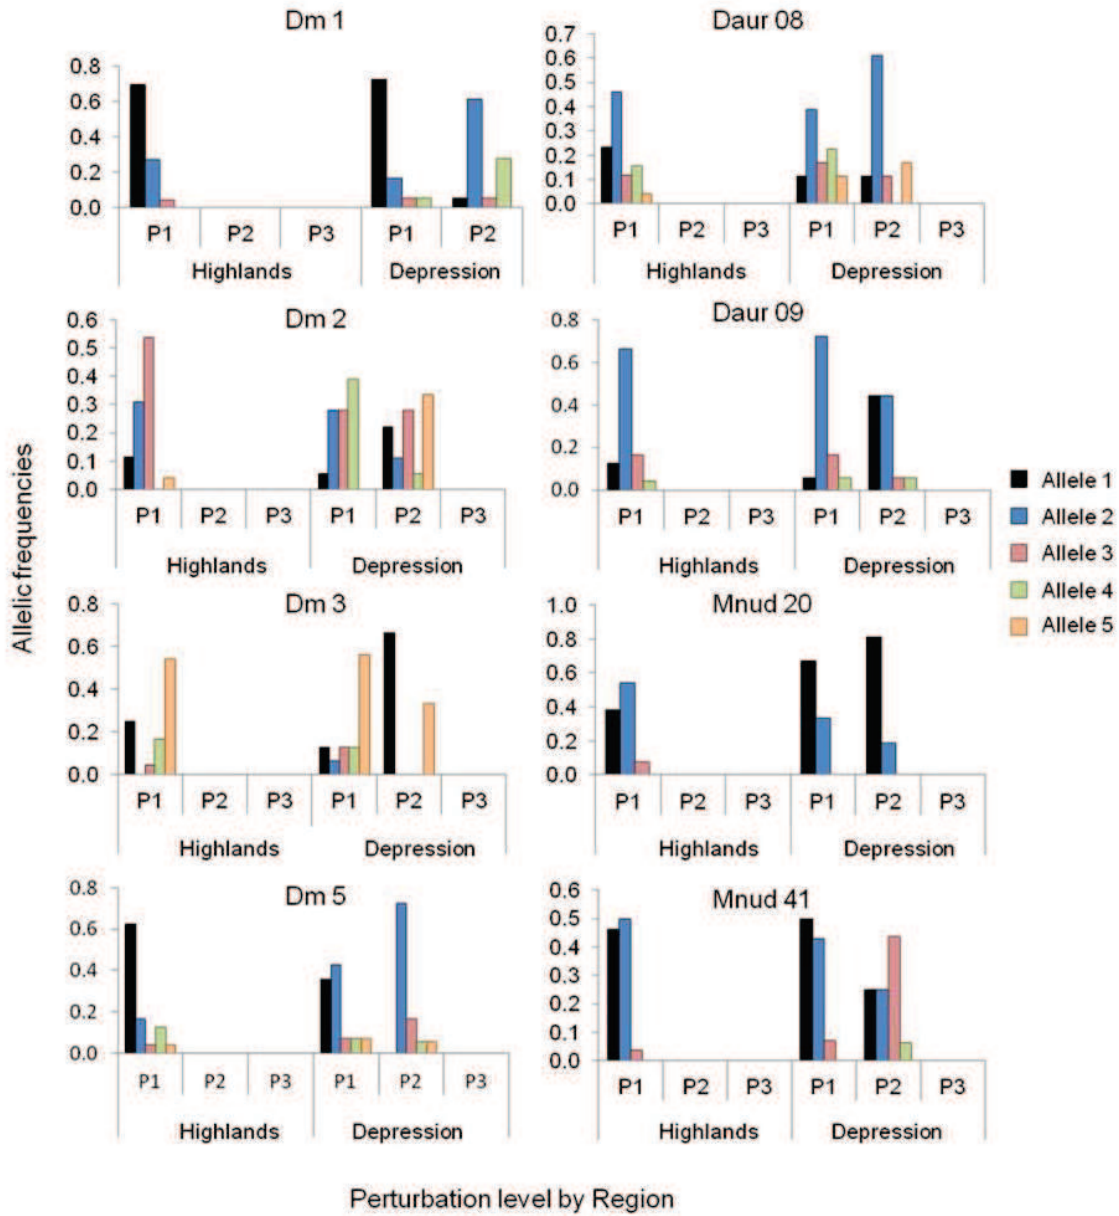 Dm 1
0.8
0.6
0.4
0.2
0.0
P1 P2 P3 P1 P2
Highlands Depression
Daur 08
0.7
0.6
0.5
0.4
0.3
0.2
0.1
0.0
P1 P2 P3 P1 P2 P3
Highlands Depression
Dm 2
0.6
0.5
0.4
0.3
0.2
0.1
0.0
P1 P2 P3 P1 P2 P3
Highlands Depression
Daur 09
0.8
0.6
0.4
0.2
0.0
P1 P2 P3 P1 P2 P3
Highlands Depression
Allelic frequencies
Allele 1
Allele 2
Allele 3
Allele 4
Allele 5
Dm 3
0.8
0.6
0.4
0.2
0.0
P1 P2 P3 P1 P2 P3
Highlands Depression
Mnud 20
1.0
0.8
0.6
0.4
0.2
0.0
P1 P2 P3 P1 P2 P3
Highlands Depression
Dm 5
0.8
0.6
0.4
0.2
0.0
P1 P2 P3 P1 P2 P3
Highlands Depression
Mnud 41
0.6
0.5
0.4
0.3
0.2
0.1
0.0
P1 P2 P3 P1 P2 P3
Highlands Depression
Perturbation level by Region